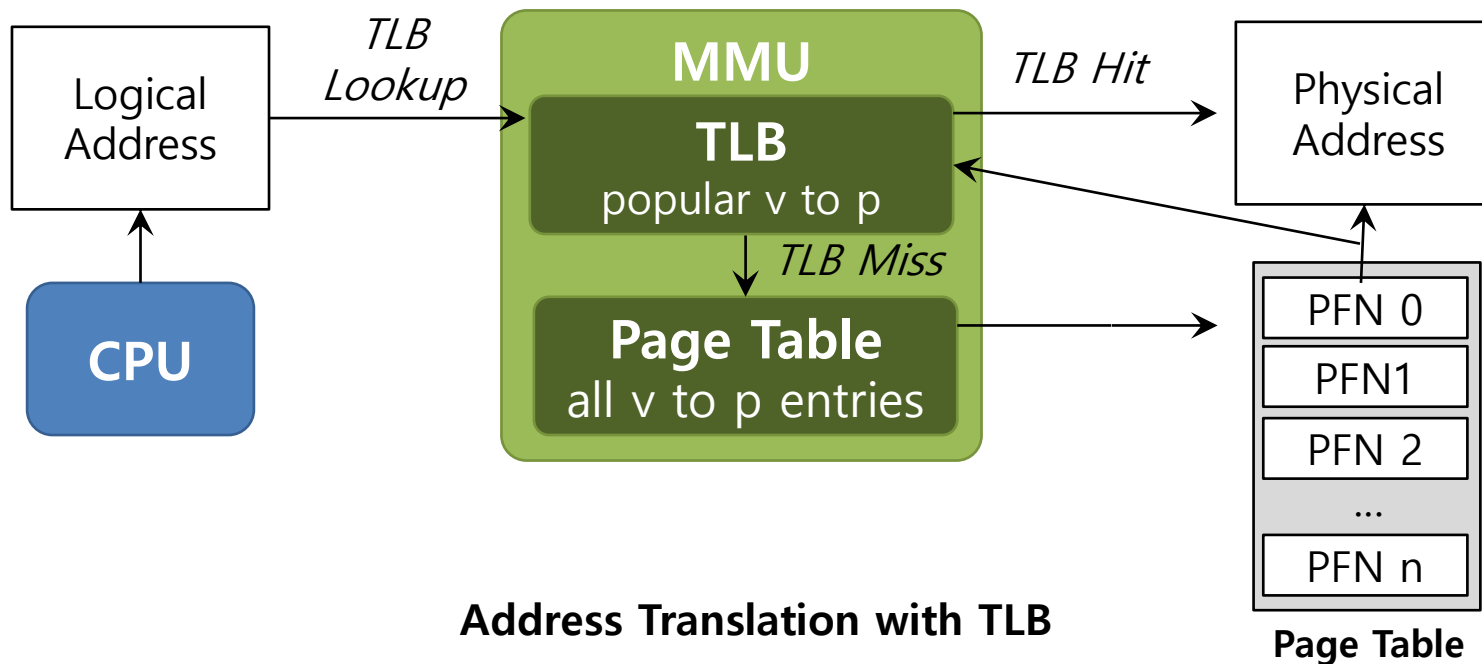 Logical
Address
TLB
Lookup
MMU
TLB
popular v to p
TLB Hit
Physical
Address
TLB Miss
CPU
Page Table
all v to p entries
PFN 0
PFN1
PFN 2
...
PFN n
Address Translation with TLB
Page Table